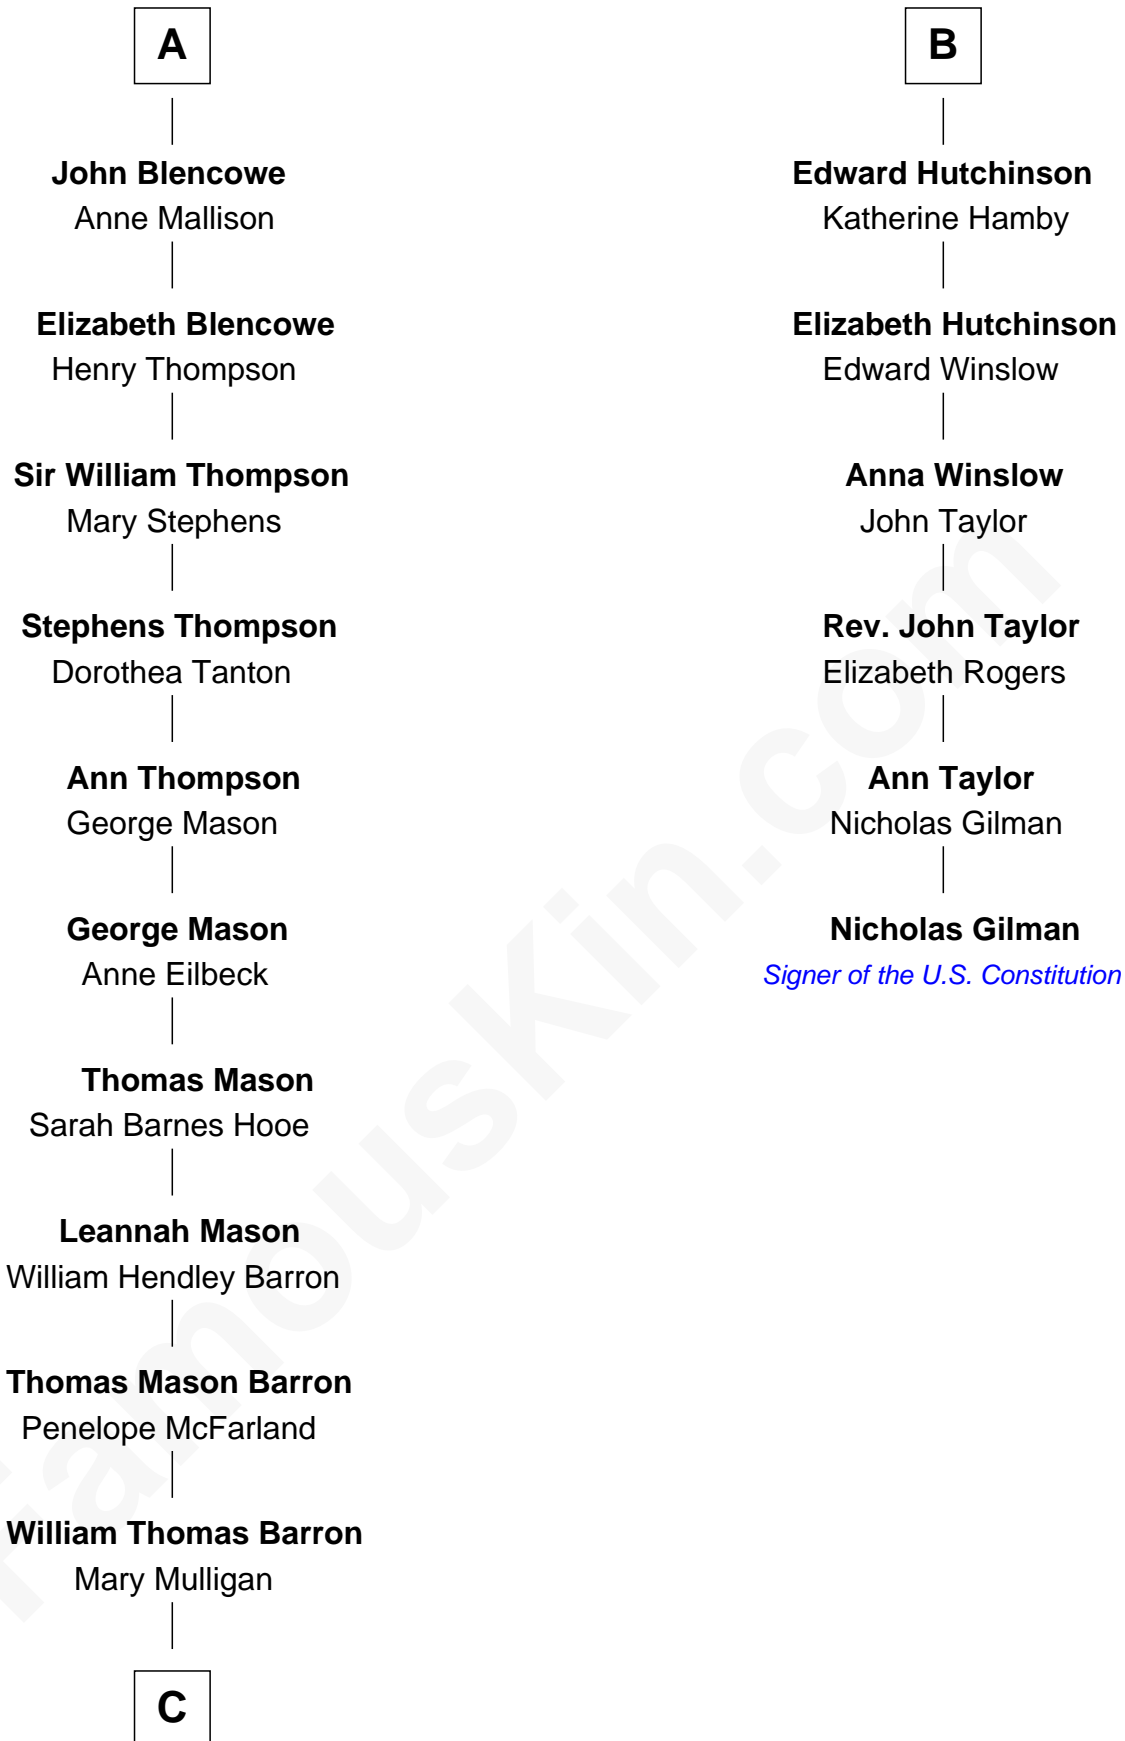 A
John Blencowe
Anne Mallison
Elizabeth Blencowe
Henry Thompson
Sir William Thompson
Mary Stephens
Stephens Thompson
Dorothea Tanton
Ann Thompson
George Mason
George Mason
Anne Eilbeck
Thomas Mason
Sarah Barnes Hooe
Leannah Mason
William Hendley Barron
Thomas Mason Barron
Penelope McFarland
William Thomas Barron
Mary Mulligan
C
B
Edward Hutchinson
Katherine Hamby
Elizabeth Hutchinson
Edward Winslow
Anna Winslow
John Taylor
Rev. John Taylor
Elizabeth Rogers
Ann Taylor
Nicholas Gilman
Nicholas Gilman
Signer of the U.S. Constitution
FamousKin.com